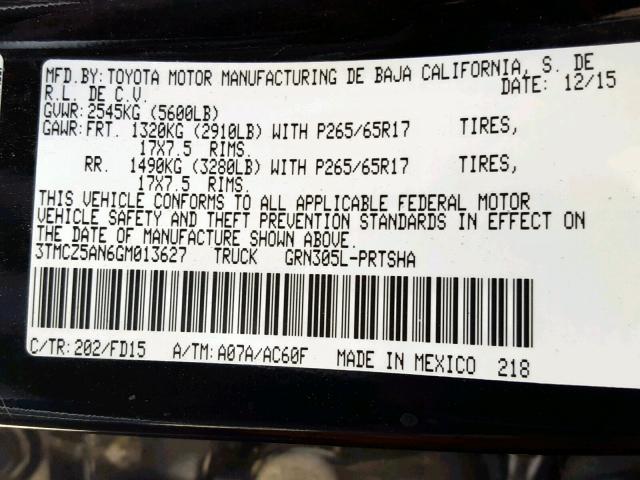 MFD.BY: TOYOTA MOTOR MANUFACTURING DE BAJA CALIFORNIA, S. DE
R.L. DE C.V. DATE: 12/15
GVWR: 2545KG (5600LB)
GAWR: FRT. 1320KG (2910LB) WITH P265/65R17 TIRES,
17X7.5 RIMS.
RR. 1490KG (3280LB) WITH P265/65R17 TIRES,
17X7.5 RIMS.
THIS VEHICLE CONFORMS TO ALL APPLICABLE FEDERAL MOTOR
VEHICLE SAFETY AND THEFT PREVENTION STANDARDS IN EFFECT ON
THE DATE OF MANUFACTURE SHOWN ABOVE.
3TMCZ5AN6GM013627 TRUCK GRN305L-PRTSHA
C/TR: 202/FD15 A/TM: A07A/AC60F MADE IN MEXICO 218